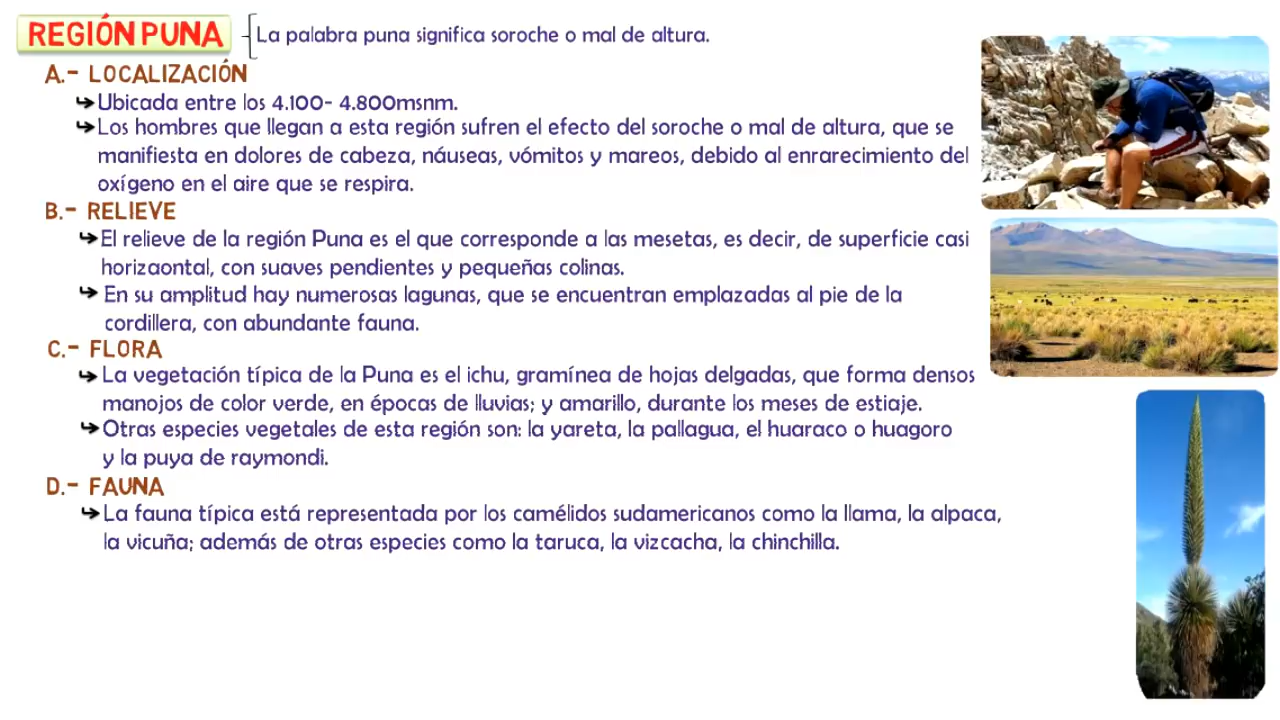 REGIÓN PUNA
La palabra puna significa soroche o mal de altura.
A.- LOCALIZACIÓN
Ubicada entre los 4.100- 4.800msnm.
Los hombres que llegan a esta región sufren el efecto del soroche o mal de altura, que se
manifiesta en dolores de cabeza, náuseas, vómitos y mareos, debido al enrarecimiento del
oxígeno en el aire que se respira.
B.- RELIEVE
El relieve de la región Puna es el que corresponde a las mesetas, es decir, de superficie casi
horizaontal, con suaves pendientes y pequeñas colinas.
En su amplitud hay numerosas lagunas, que se encuentran emplazadas al pie de la
cordillera, con abundante fauna.
C.- FLORA
La vegetación típica de la Puna es el ichu, gramínea de hojas delgadas, que forma densos
manojos de color verde, en épocas de lluvias; y amarillo, durante los meses de estiaje.
Otras especies vegetales de esta región son: la yareta, la pallagua, el huaraco o huagoro
y la puya de raymondi.
D.- FAUNA
La fauna típica está representada por los camélidos sudamericanos como la llama, la alpaca,
la vicuña; además de otras especies como la taruca, la vizcacha, la chinchilla.